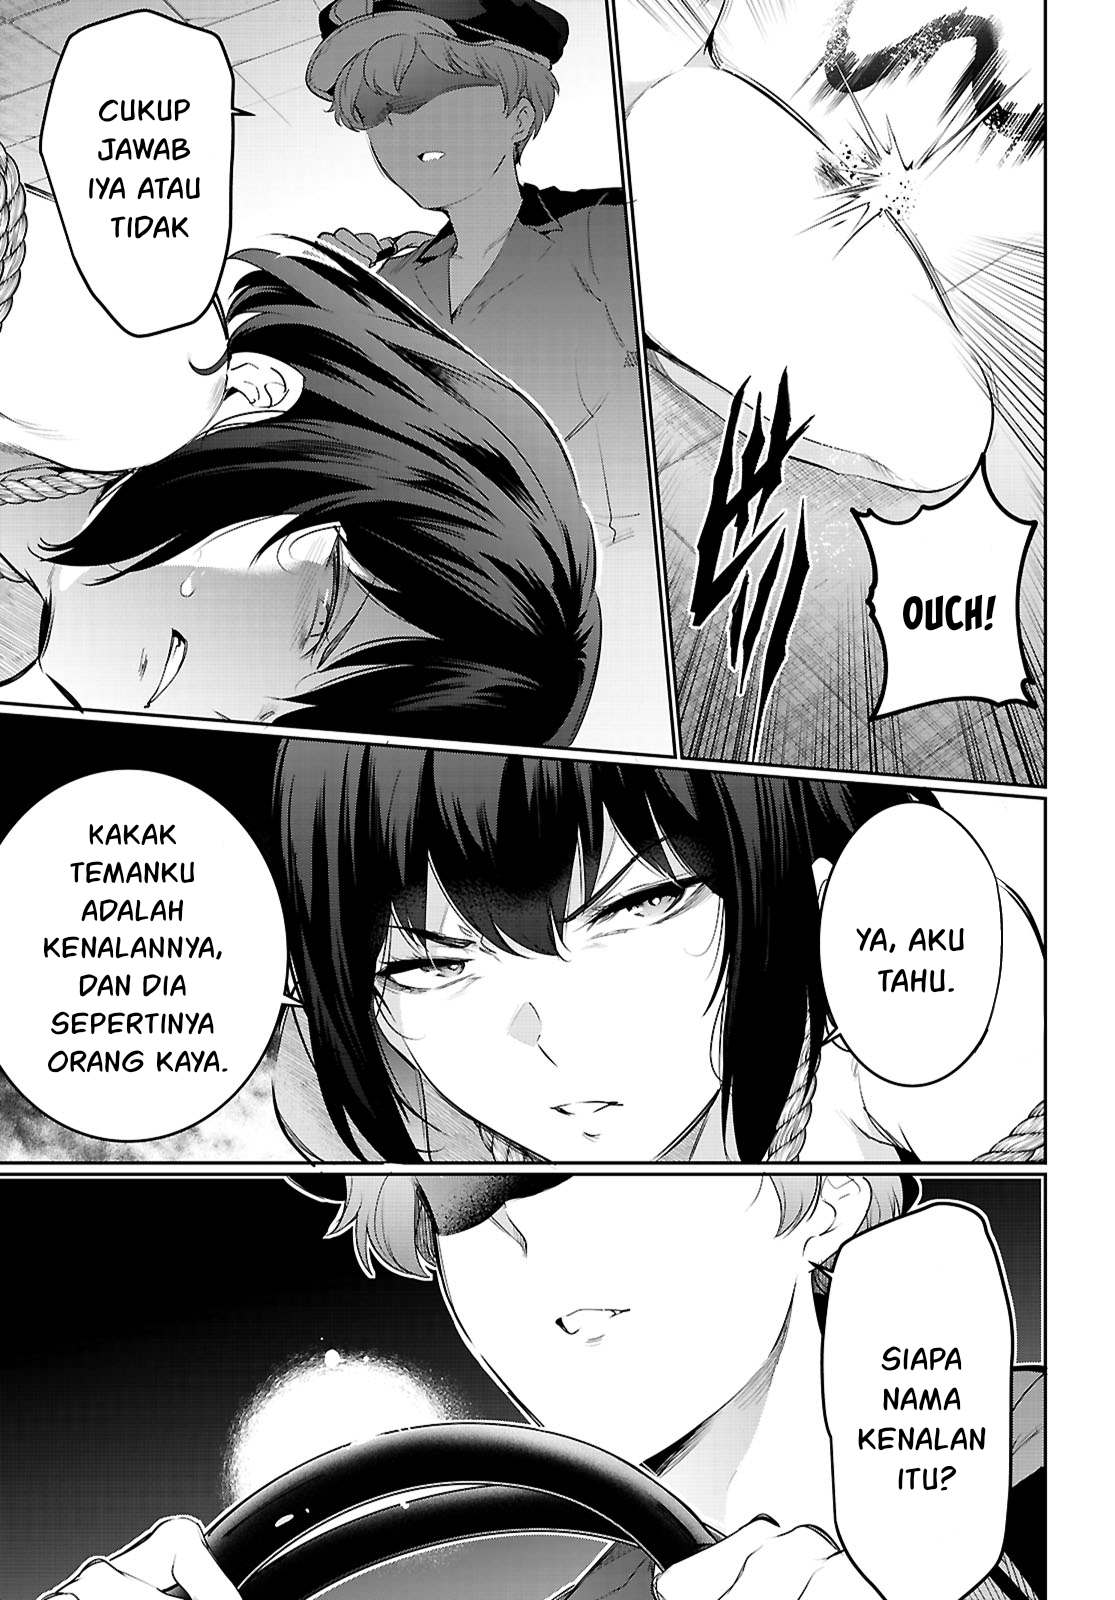 OUCH!
CUKUP
JAWAB
IYA ATAU
TIDAK
YA, AKU
TAHU.
KAKAK
TEMANKU
ADALAH
KENALANNYA,
DAN DIA
SEPERTINYA
ORANG KAYA.
SIAPA
NAMA
KENALAN
ITU?